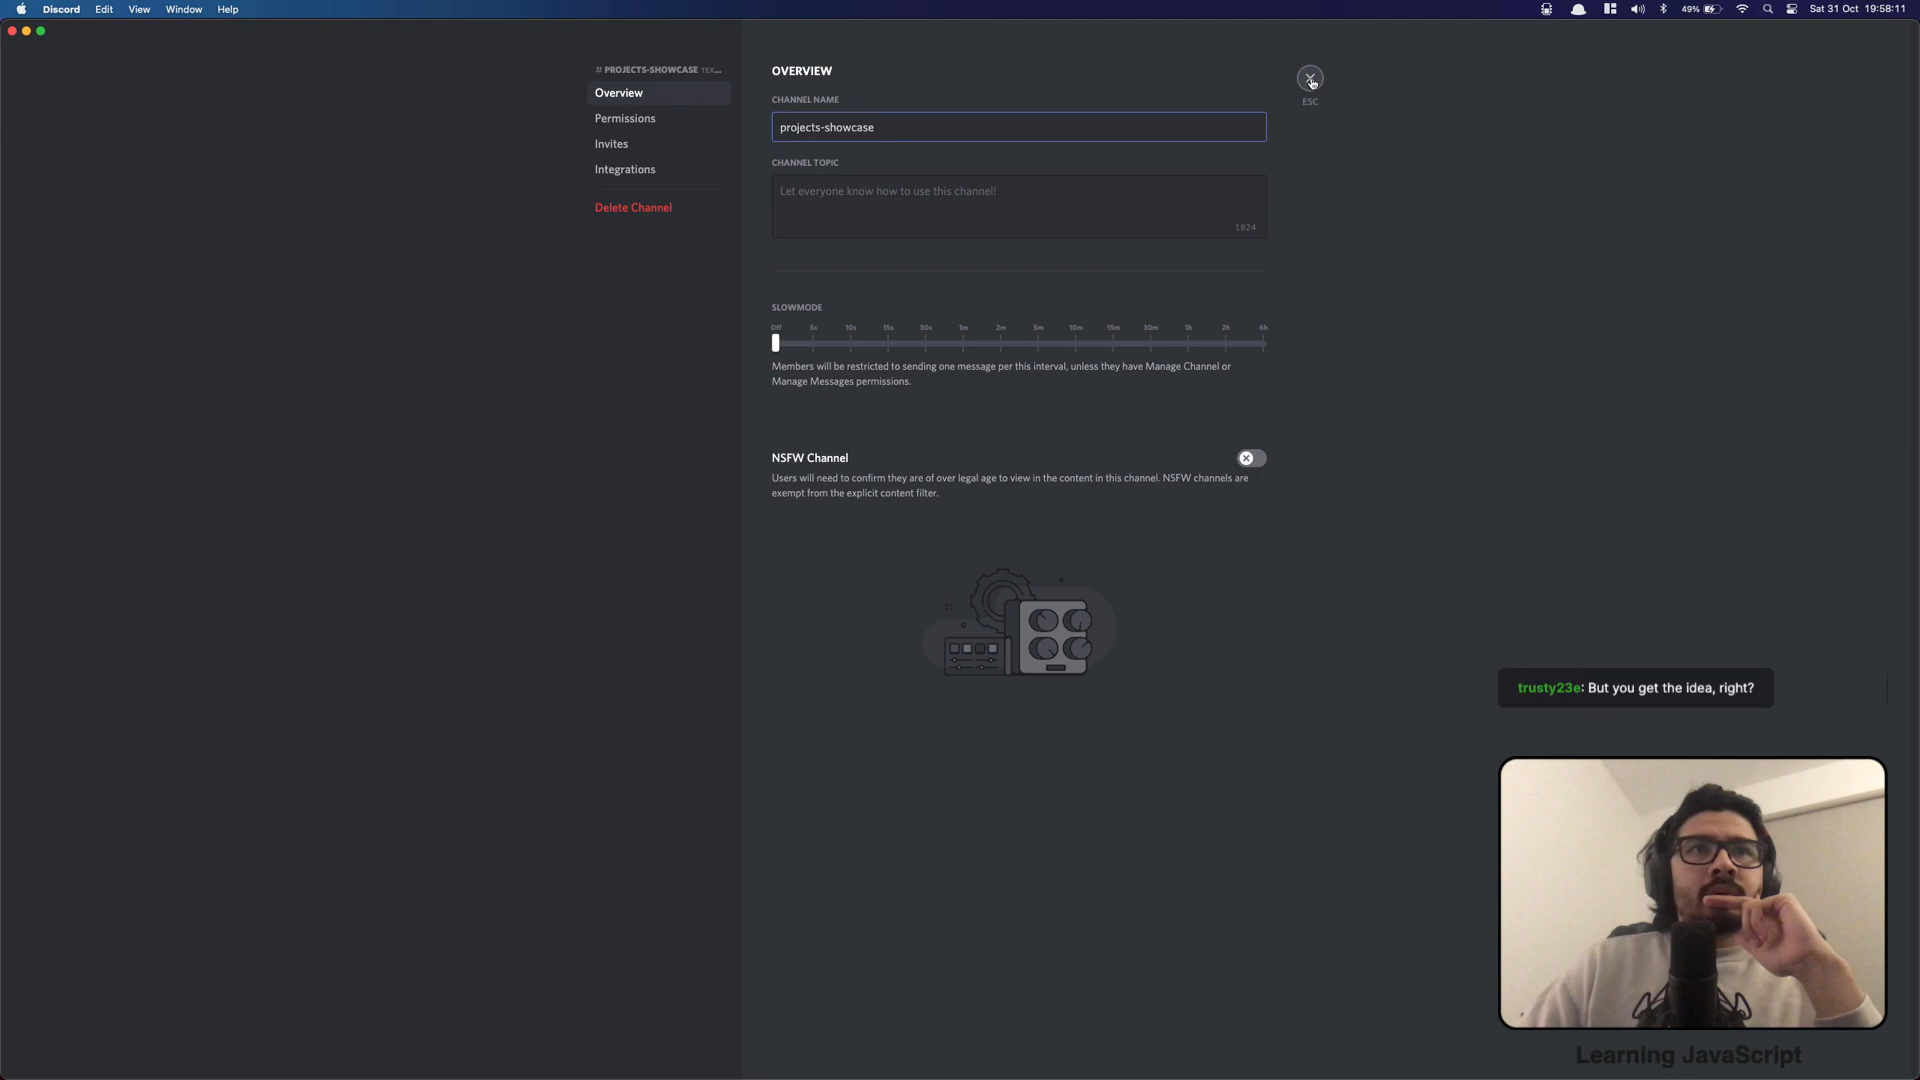 Discord Edit View Window Help
49% Sat 31 Oct 19:58:11
# PROJECTS-SHOWCASE TEX...
Overview
Permissions
Invites
Integrations
Delete Channel
OVERVIEW
ESC
CHANNEL NAME
projects-showcase
CHANNEL TOPIC
Let everyone know how to use this channel!
1024
SLOWMODE
Off 5s 10s 15s 30s 1m 2m 5m 10m 15m 30m 1h 2h 6h
Members will be restricted to sending one message per this interval, unless they have Manage Channel or
Manage Messages permissions.
NSFW Channel
Users will need to confirm they are of over legal age to view in the content in this channel. NSFW channels are
exempt from the explicit content filter.
trusty23e: But you get the idea, right?
Learning JavaScript